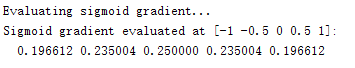 Evaluating sigmoid gradient...
Sigmoid gradient evaluated at [-1 -0.5 0 0.5 1]:
0.196612 0.235004 0.250000 0.235004 0.196612